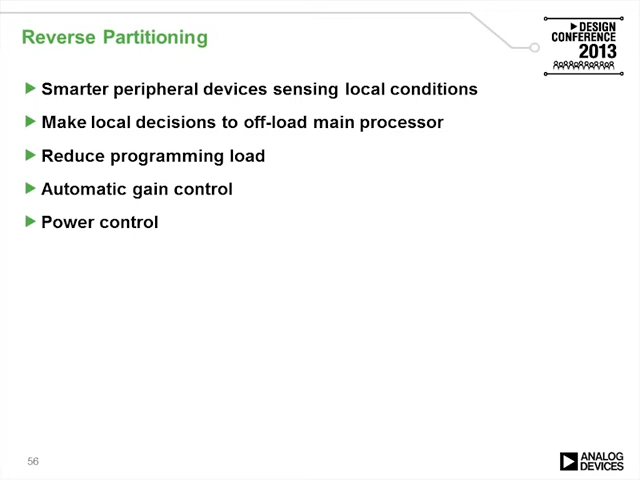 Reverse Partitioning
DESIGN
CONFERENCE
2013
Smarter peripheral devices sensing local conditions
Make local decisions to off-load main processor
Reduce programming load
Automatic gain control
Power control
56
ANALOG
DEVICES